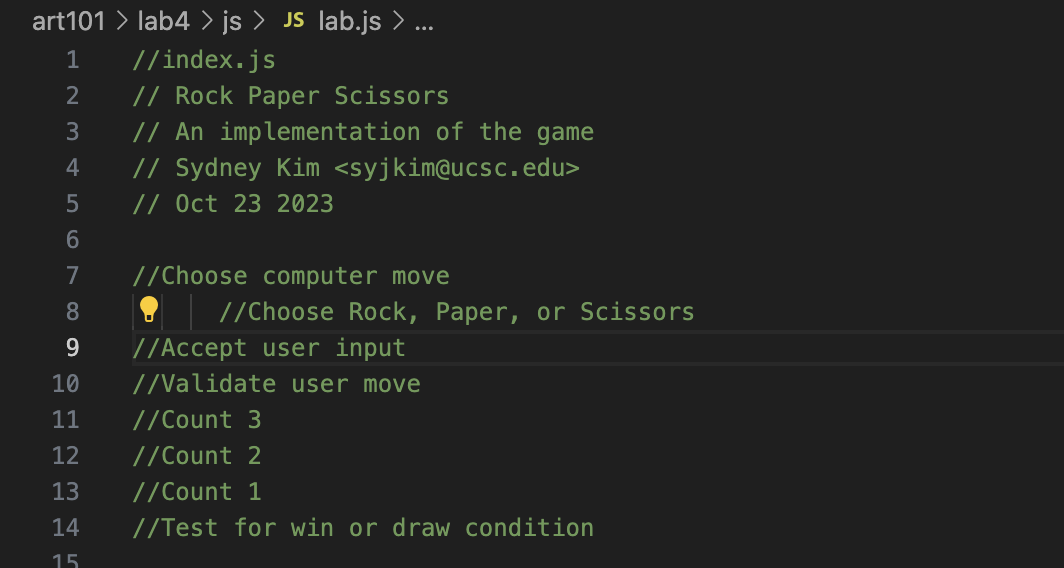 art101 > lab4 > js > JS lab.js > ...
1 //index.js
2 // Rock Paper Scissors
3 // An implementation of the game
4 // Sydney Kim <syjkim@ucsc.edu>
5 // Oct 23 2023
6
7 //Choose computer move
8 //Choose Rock, Paper, or Scissors
9 //Accept user input
10 //Validate user move
11 //Count 3
12 //Count 2
13 //Count 1
14 //Test for win or draw condition
15